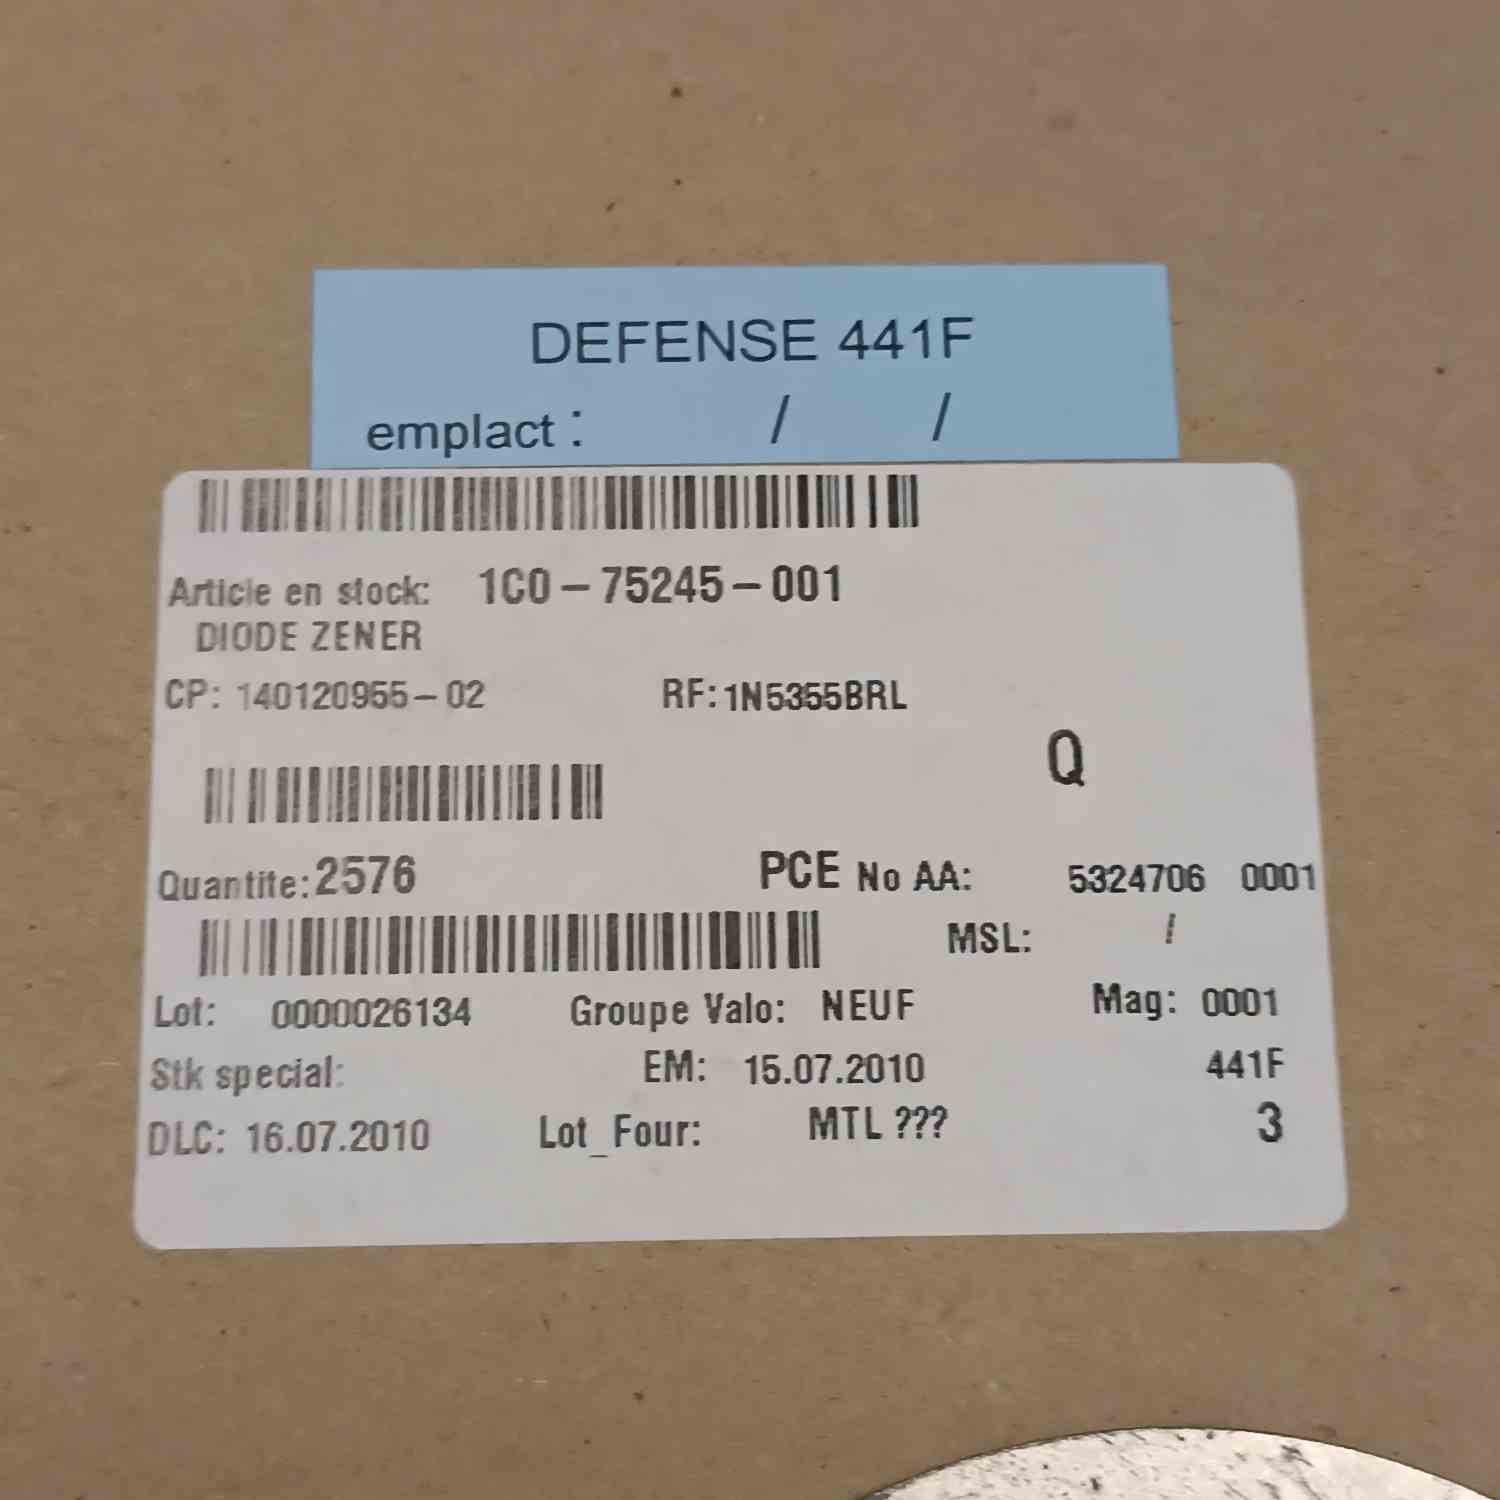 DEFENSE 441F
emplact : / /
Article en stock: 1C0-75245-001
DIODE ZENER
CP: 140120955-02 RF:1N5355BRL
Q
Quantite:2576 PCE No AA: 5324706 0001
MSL: /
Lot: 0000026134 Groupe Valo: NEUF Mag: 0001
Stk special: EM: 15.07.2010 441F
DLC: 16.07.2010 Lot_Four: MTL ??? 3